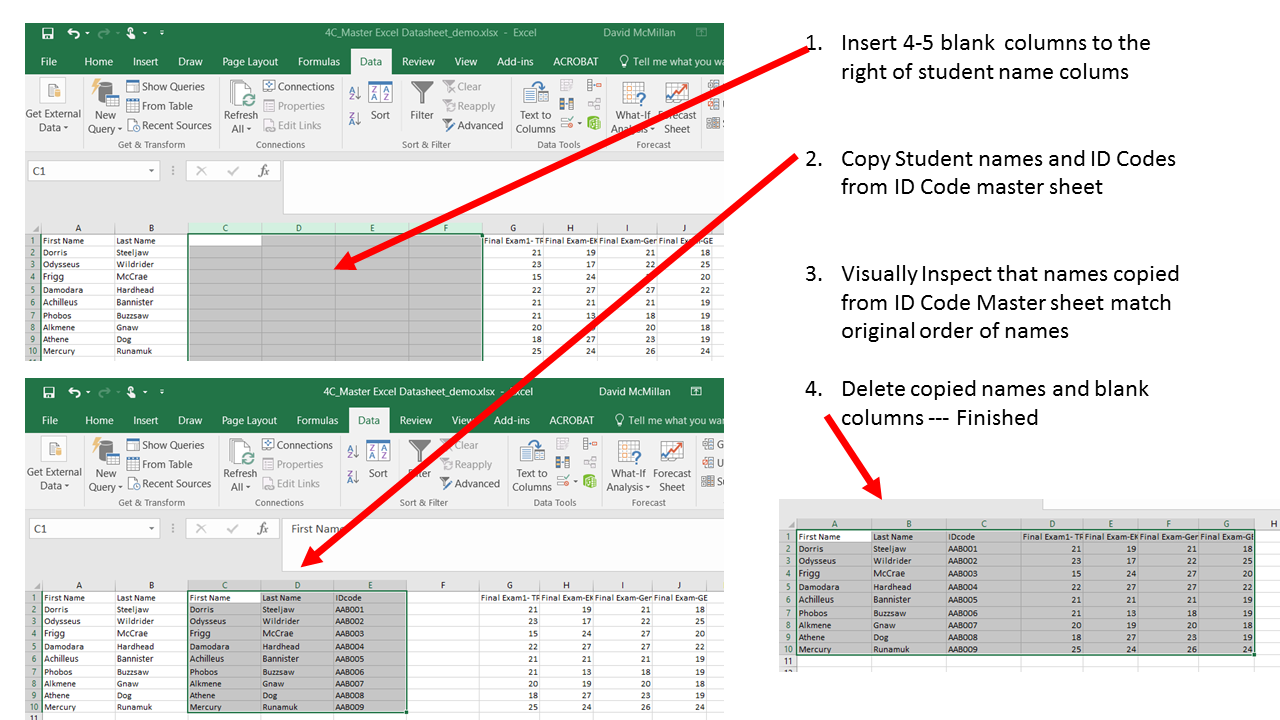 4C_Master Excel Datasheet_demo.xlsx - Excel David McMillan
File Home Insert Draw Page Layout Formulas Data Review View Add-ins ACROBAT Tell me what you wa
Get External Data
New Query
Show Queries
From Table
Recent Sources
Get & Transform
Refresh All
Connections
Properties
Edit Links
Connections
Sort
Filter
Clear
Reapply
Advanced
Sort & Filter
Text to Columns
Data Tools
What-If Analysis
Forecast Sheet
Forecast
C1 fx
A B C D E F G H I J
1 First Name Last Name Final Exam1- TF Final Exam-EK Final Exam-Ger Final Exam-GE
2 Dorris Steeljaw 21 19 21 18
3 Odysseus Wildrider 23 17 22 25
4 Frigg McCrae 15 24 27 20
5 Damodara Hardhead 22 27 27 22
6 Achilleus Bannister 21 21 21 19
7 Phobos Buzzsaw 21 13 18 19
8 Alkmene Gnaw 20 19 20 18
9 Athene Dog 18 27 23 19
10 Mercury Runamuk 25 24 26 24
4C_Master Excel Datasheet_demo.xlsx - Excel David McMillan
File Home Insert Draw Page Layout Formulas Data Review View Add-ins ACROBAT Tell me what you wa
Get External Data
New Query
Show Queries
From Table
Recent Sources
Get & Transform
Refresh All
Connections
Properties
Edit Links
Connections
Sort
Filter
Clear
Reapply
Advanced
Sort & Filter
Text to Columns
Data Tools
What-If Analysis
Forecast Sheet
Forecast
C1 fx First Name
A B C D E F G H I J
1 First Name Last Name First Name Last Name IDcode Final Exam1- TF Final Exam-EK Final Exam-Ger Final Exam-GE
2 Dorris Steeljaw Dorris Steeljaw AAB001 21 19 21 18
3 Odysseus Wildrider Odysseus Wildrider AAB002 23 17 22 25
4 Frigg McCrae Frigg McCrae AAB003 15 24 27 20
5 Damodara Hardhead Damodara Hardhead AAB004 22 27 27 22
6 Achilleus Bannister Achilleus Bannister AAB005 21 21 21 19
7 Phobos Buzzsaw Phobos Buzzsaw AAB006 21 13 18 19
8 Alkmene Gnaw Alkmene Gnaw AAB007 20 19 20 18
9 Athene Dog Athene Dog AAB008 18 27 23 19
10 Mercury Runamuk Mercury Runamuk AAB009 25 24 26 24
11
1. Insert 4-5 blank columns to the
right of student name colums
2. Copy Student names and ID Codes
from ID Code master sheet
3. Visually Inspect that names copied
from ID Code Master sheet match
original order of names
4. Delete copied names and blank
columns --- Finished
A B C D E F G H
1 First Name Last Name IDcode Final Exam1- TF Final Exam-EK Final Exam-Ger Final Exam-GE
2 Dorris Steeljaw AAB001 21 19 21 18
3 Odysseus Wildrider AAB002 23 17 22 25
4 Frigg McCrae AAB003 15 24 27 20
5 Damodara Hardhead AAB004 22 27 27 22
6 Achilleus Bannister AAB005 21 21 21 19
7 Phobos Buzzsaw AAB006 21 13 18 19
8 Alkmene Gnaw AAB007 20 19 20 18
9 Athene Dog AAB008 18 27 23 19
10 Mercury Runamuk AAB009 25 24 26 24
11